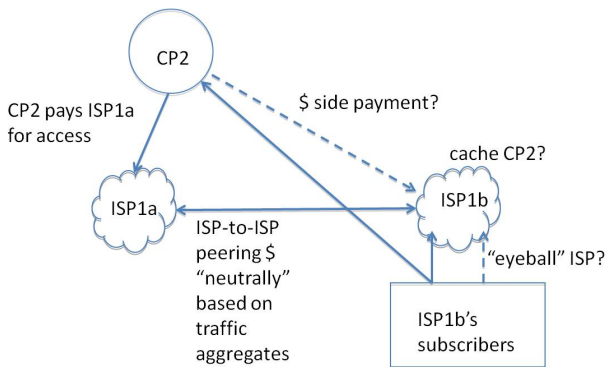 CP2
CP2 pays ISP1a
for access
$ side payment?
cache CP2?
ISP1a
ISP1b
ISP-to-ISP
peering $
“neutrally”
based on
traffic
aggregates
“eyeball” ISP?
ISP1b’s
subscribers